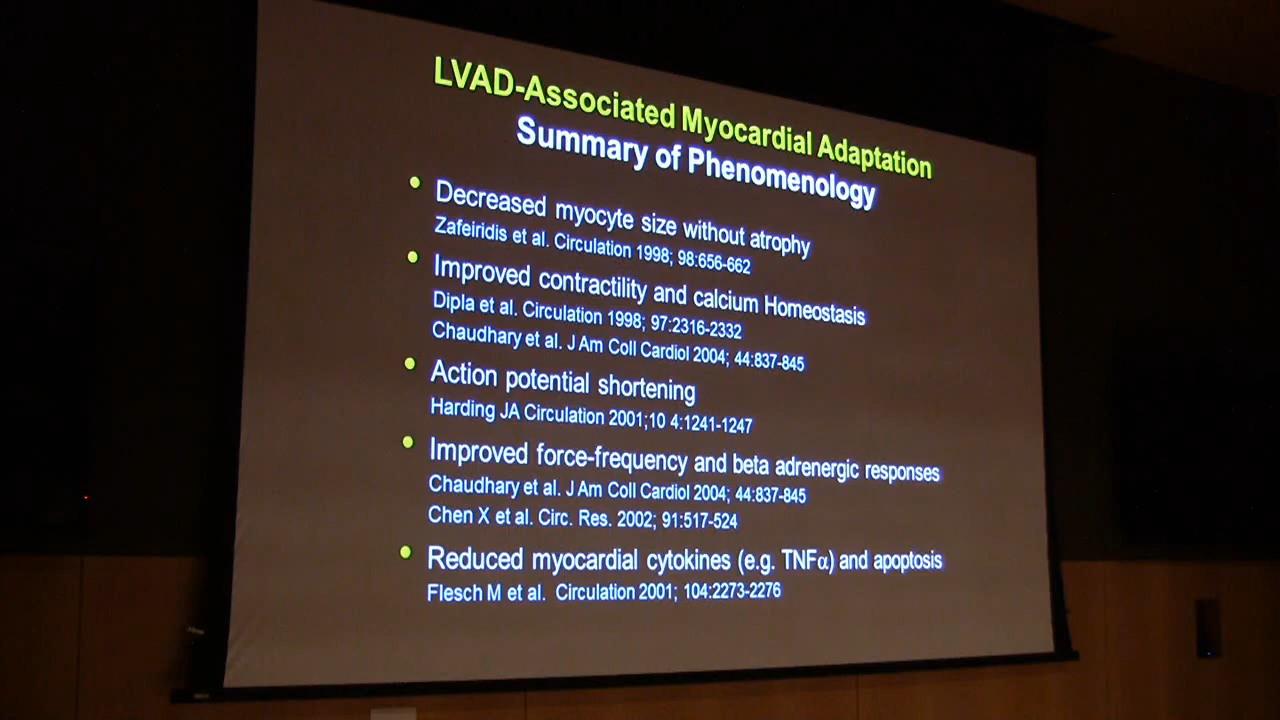 LVAD-Associated Myocardial Adaptation
Summary of Phenomenology
• Decreased myocyte size without atrophy
Zafeiridis et al. Circulation 1998; 98:656-662
• Improved contractility and calcium Homeostasis
Dipla et al. Circulation 1998; 97:2316-2332
Chaudhary et al. J Am Coll Cardiol 2004; 44:837-845
• Action potential shortening
Harding JA Circulation 2001;10 4:1241-1247
• Improved force-frequency and beta adrenergic responses
Chaudhary et al. J Am Coll Cardiol 2004; 44:837-845
Chen X et al. Circ. Res. 2002; 91:517-524
• Reduced myocardial cytokines (e.g. TNFα) and apoptosis
Flesch M et al. Circulation 2001; 104:2273-2276